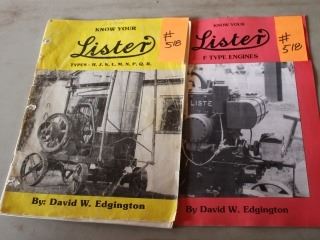 KNOW YOUR
Lister
# 518
TYPES - H. J. K. L. M. N. P. Q. R.
By: David W. Edgington
KNOW YOUR
Lister
# 518
F TYPE ENGINES
LISTE
By David W. Edgington